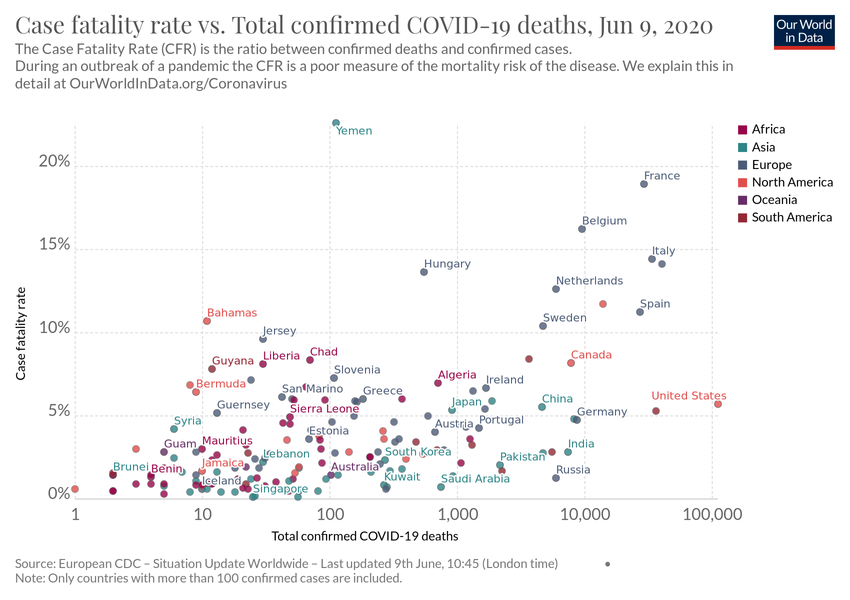 Case fatality rate vs. Total confirmed COVID-19 deaths, Jun 9, 2020
Our World
in Data
The Case Fatality Rate (CFR) is the ratio between confirmed deaths and confirmed cases.
During an outbreak of a pandemic the CFR is a poor measure of the mortality risk of the disease. We explain this in
detail at OurWorldInData.org/Coronavirus
Yemen
Africa
Asia
Europe
North America
Oceania
South America
20%
France
Belgium
15%
Italy
Hungary
Netherlands
Spain
Bahamas
Sweden
10%
Jersey
Case fatality rate
Liberia
Chad
Canada
Guyana
Slovenia
Algeria
Ireland
Bermuda
San Marino
Greece
United States
Guernsey
Sierra Leone
Japan
China
5%
Syria
Estonia
Austria
Portugal
Germany
Guam
Mauritius
Lebanon
South Korea
India
Brunei
Benin
Jamaica
Australia
Pakistan
Iceland
Singapore
Kuwait
Saudi Arabia
Russia
0%
1
10
100
1,000
10,000
100,000
Total confirmed COVID-19 deaths
Source: European CDC – Situation Update Worldwide – Last updated 9th June, 10:45 (London time)
Note: Only countries with more than 100 confirmed cases are included.